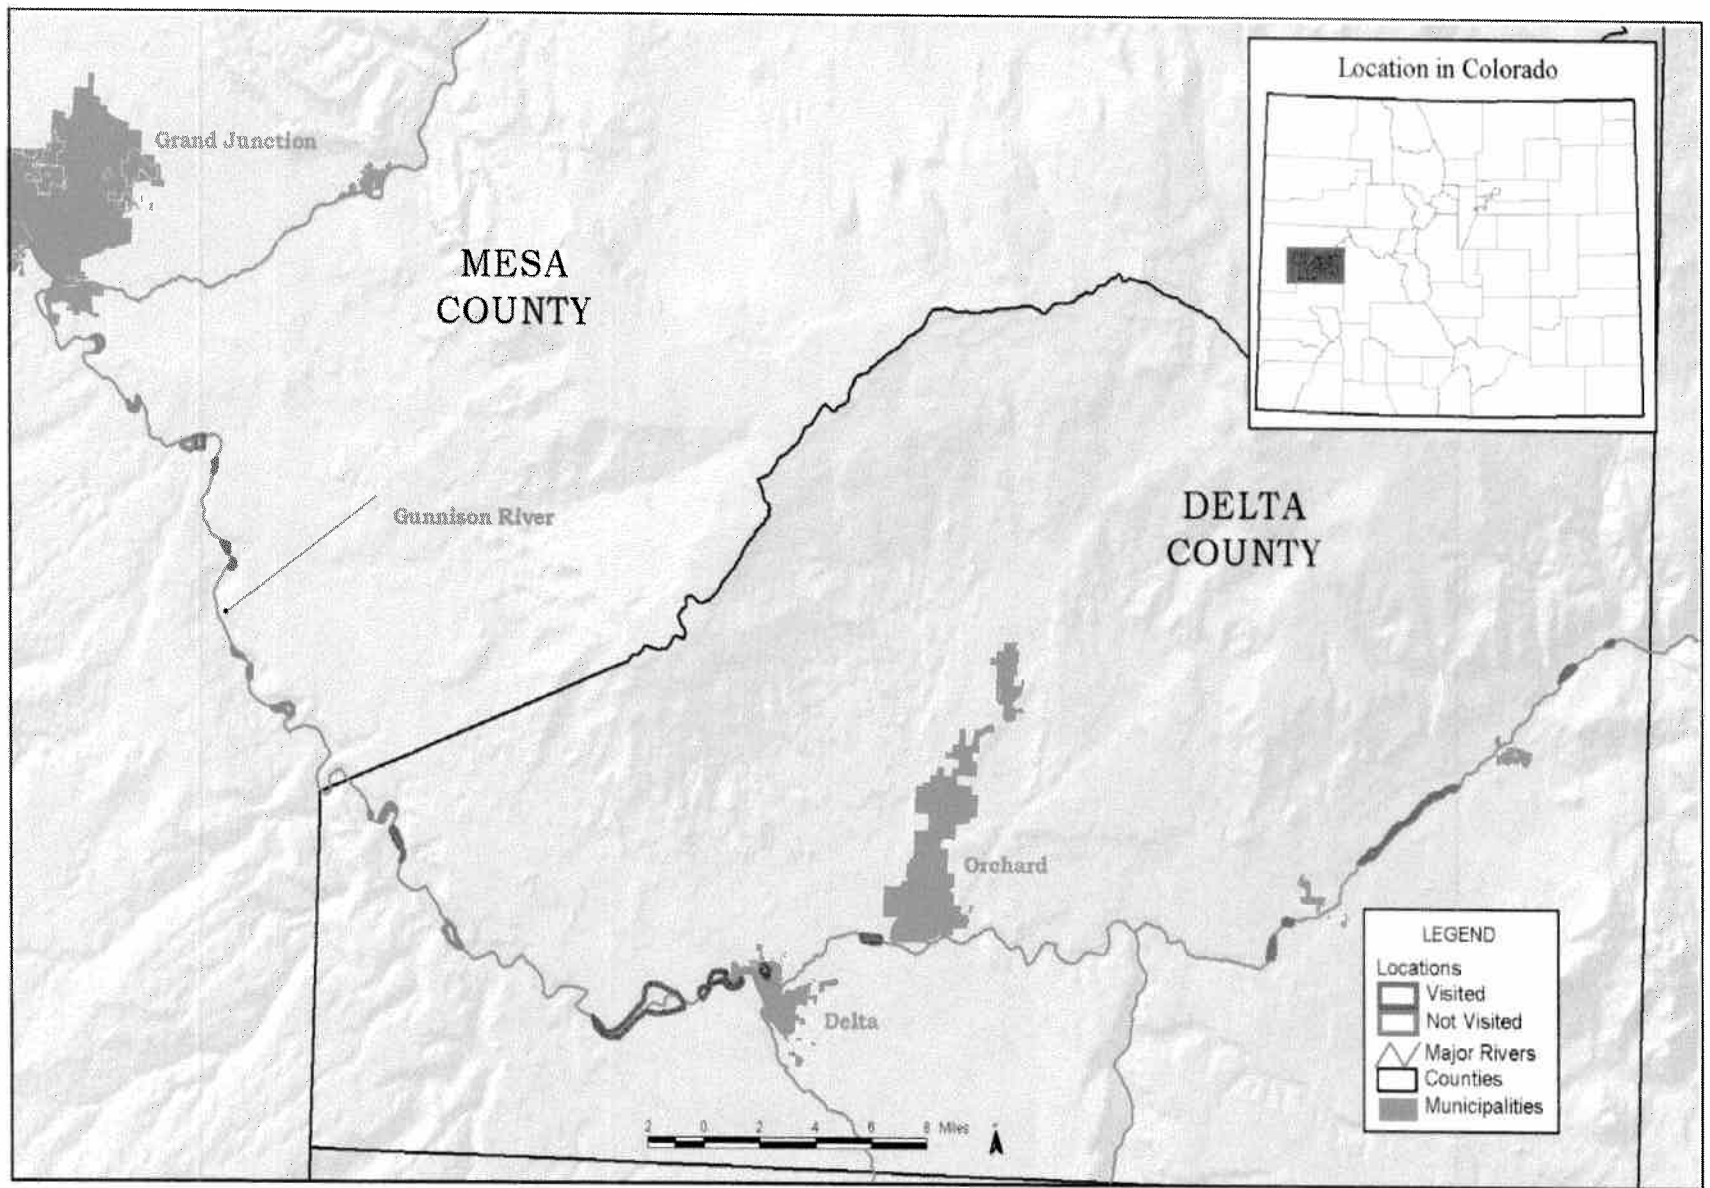 Location in Colorado
Grand Junction
MESA
COUNTY
Gunnison River
DELTA
COUNTY
Orchard
Delta
LEGEND
Locations
Visited
Not Visited
Major Rivers
Counties
Municipalities
2 0 2 4 6 8 Miles